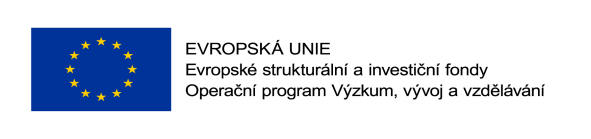 EVROPSKÁ UNIE
Evropské strukturální a investiční fondy
Operační program Výzkum, vývoj a vzdělávání